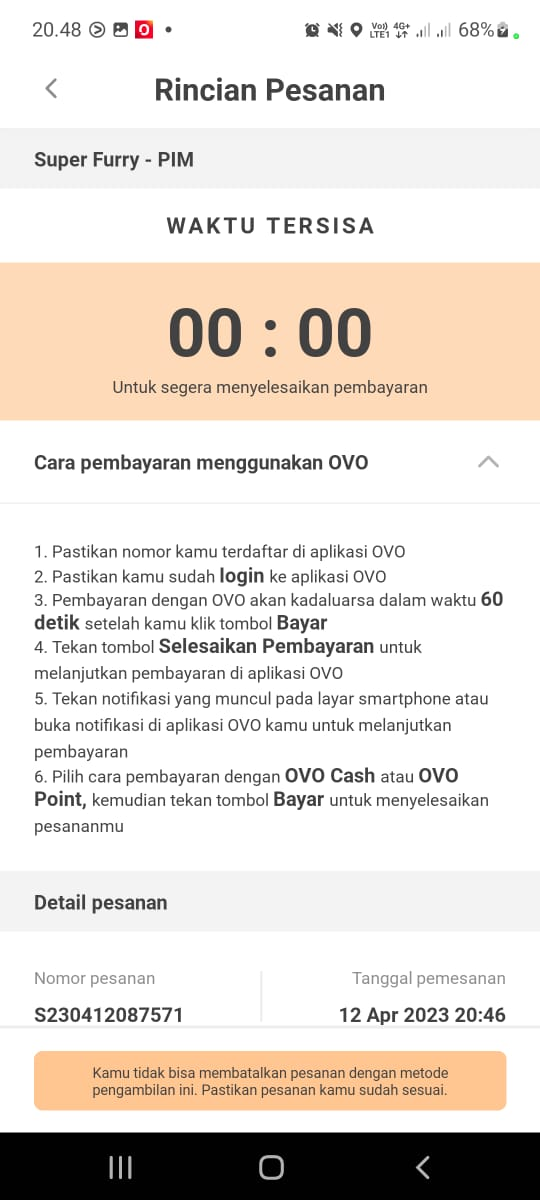 20.48
Vo)) 4G+
LTE1
68%
Rincian Pesanan
Super Furry - PIM
WAKTU TERSISA
00 : 00
Untuk segera menyelesaikan pembayaran
Cara pembayaran menggunakan OVO
1. Pastikan nomor kamu terdaftar di aplikasi OVO
2. Pastikan kamu sudah login ke aplikasi OVO
3. Pembayaran dengan OVO akan kadaluarsa dalam waktu 60
detik setelah kamu klik tombol Bayar
4. Tekan tombol Selesaikan Pembayaran untuk
melanjutkan pembayaran di aplikasi OVO
5. Tekan notifikasi yang muncul pada layar smartphone atau
buka notifikasi di aplikasi OVO kamu untuk melanjutkan
pembayaran
6. Pilih cara pembayaran dengan OVO Cash atau OVO
Point, kemudian tekan tombol Bayar untuk menyelesaikan
pesananmu
Detail pesanan
Nomor pesanan
S230412087571
Tanggal pemesanan
12 Apr 2023 20:46
Kamu tidak bisa membatalkan pesanan dengan metode
pengambilan ini. Pastikan pesanan kamu sudah sesuai.